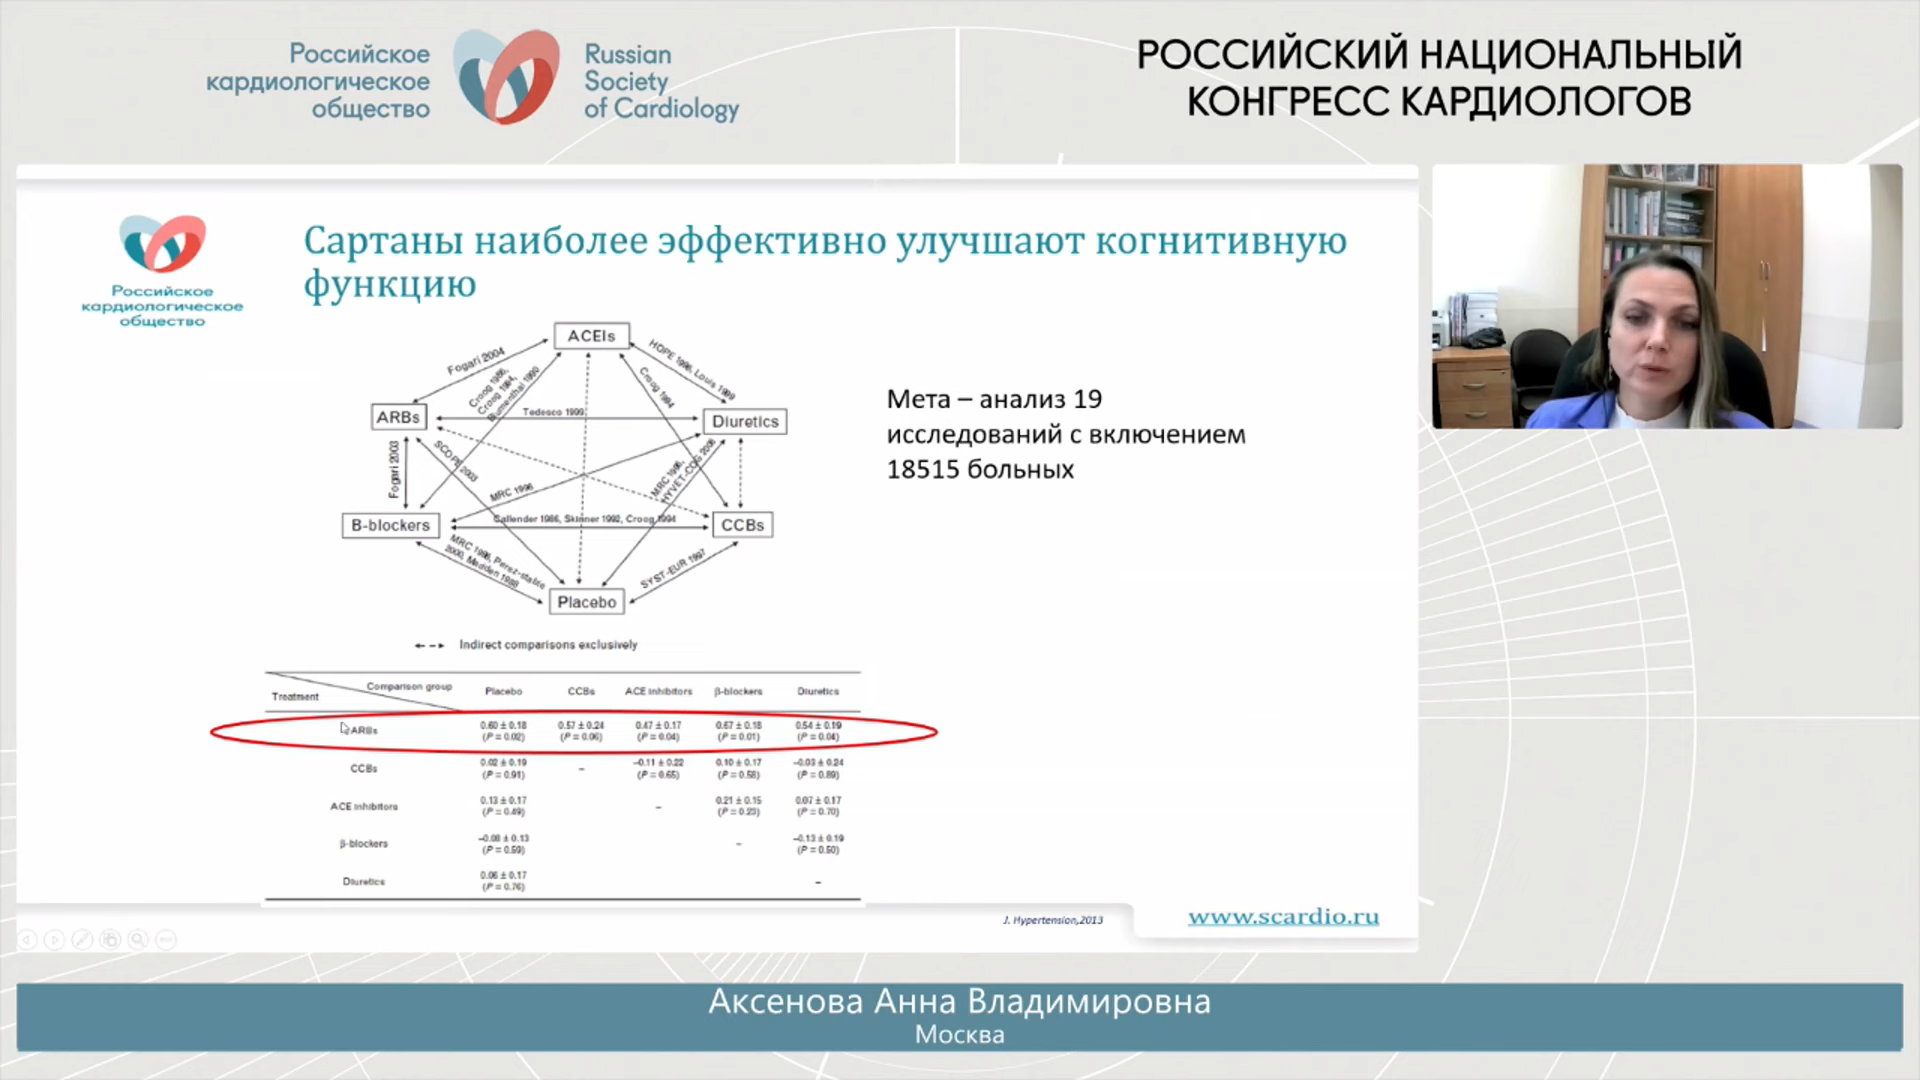 Российское
кардиологическое
общество
Russian
Society
of Cardiology
РОССИЙСКИЙ НАЦИОНАЛЬНЫЙ
КОНГРЕСС КАРДИОЛОГОВ
Российское
кардиологическое
общество
Сартаны наиболее эффективно улучшают когнитивную
функцию
ACEIs
Fogari 2004
Croog 1986,
Croog 1994,
Blumenthal 1990
Croog 1994
HOPE 1996, Louis 1999
ARBs
Tedesco 1999
Diuretics
Fogari 2003
SCOPE 2003
MRC 1996
MRC 1996,
HYVET-COG 2008
B-blockers
Callender 1986, Skinner 1992, Croog 1994
CCBs
MRC 1996, Perez-stable
2000, Madden 1988
SYST-EUR 1997
Placebo
Indirect comparisons exclusively
Мета – анализ 19
исследований с включением
18515 больных
Treatment Comparison group Placebo CCBs ACE inhibitors β-blockers Diuretics
ARBs 0.60 ± 0.18 0.57 ± 0.24 0.47 ± 0.17 0.67 ± 0.18 0.54 ± 0.19
(P = 0.02) (P = 0.06) (P = 0.04) (P = 0.01) (P = 0.04)
CCBs 0.02 ± 0.19 – –0.11 ± 0.22 0.10 ± 0.17 –0.03 ± 0.24
(P = 0.91) (P = 0.65) (P = 0.58) (P = 0.89)
ACE inhibitors 0.13 ± 0.17 – 0.21 ± 0.15 0.07 ± 0.17
(P = 0.49) (P = 0.23) (P = 0.70)
β-blockers –0.08 ± 0.13 – –0.13 ± 0.19
(P = 0.59) (P = 0.50)
Diuretics 0.06 ± 0.17 –
(P = 0.76)
J. Hypertension,2013
www.scardio.ru
Аксенова Анна Владимировна
Москва